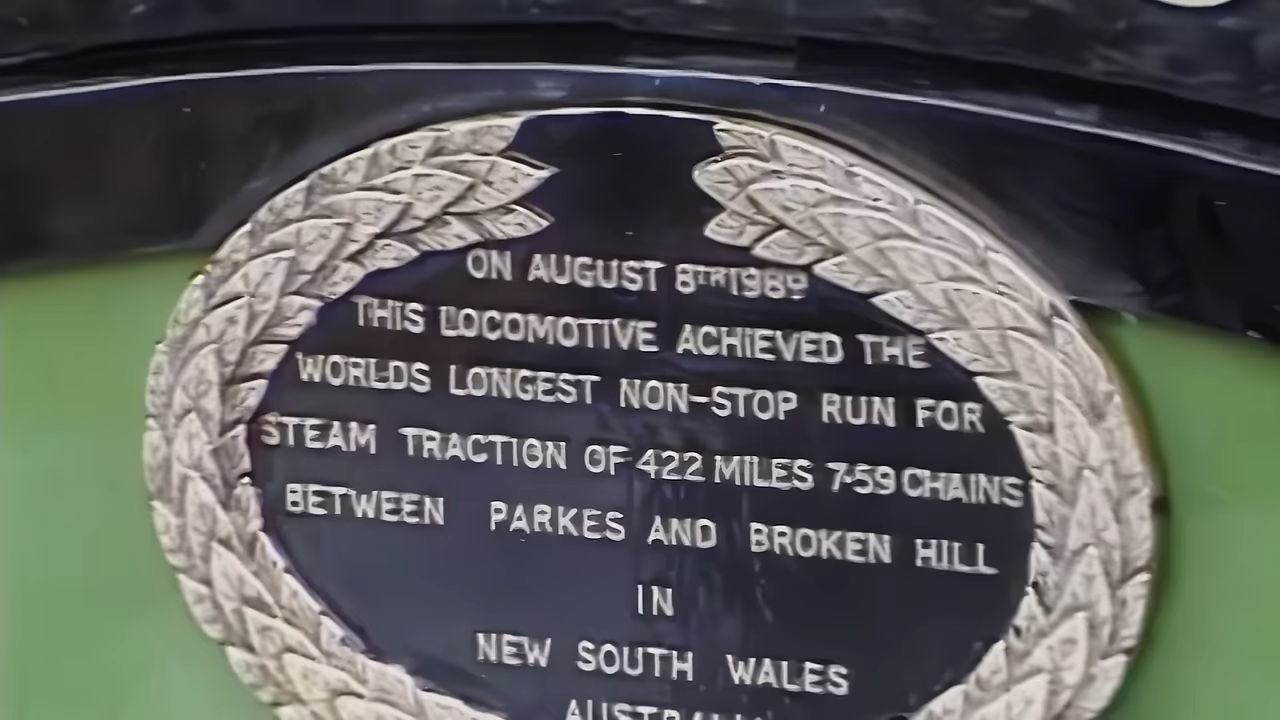 ON AUGUST 8TH 1989
THIS LOCOMOTIVE ACHIEVED THE
WORLDS LONGEST NON-STOP RUN FOR
STEAM TRACTION OF 422 MILES 7·59 CHAINS
BETWEEN PARKES AND BROKEN HILL
IN
NEW SOUTH WALES
AUSTRALIA